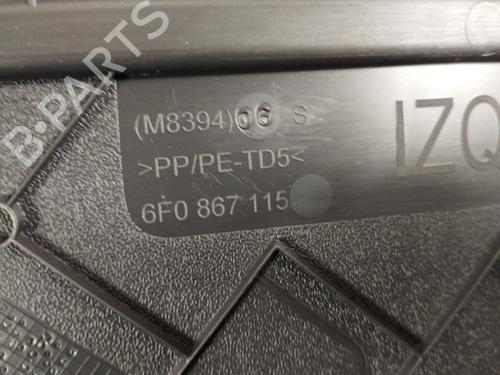 B-PARTS
(M8394)06 S
>PP/PE-TD5<
6F0 867 115
IZQ